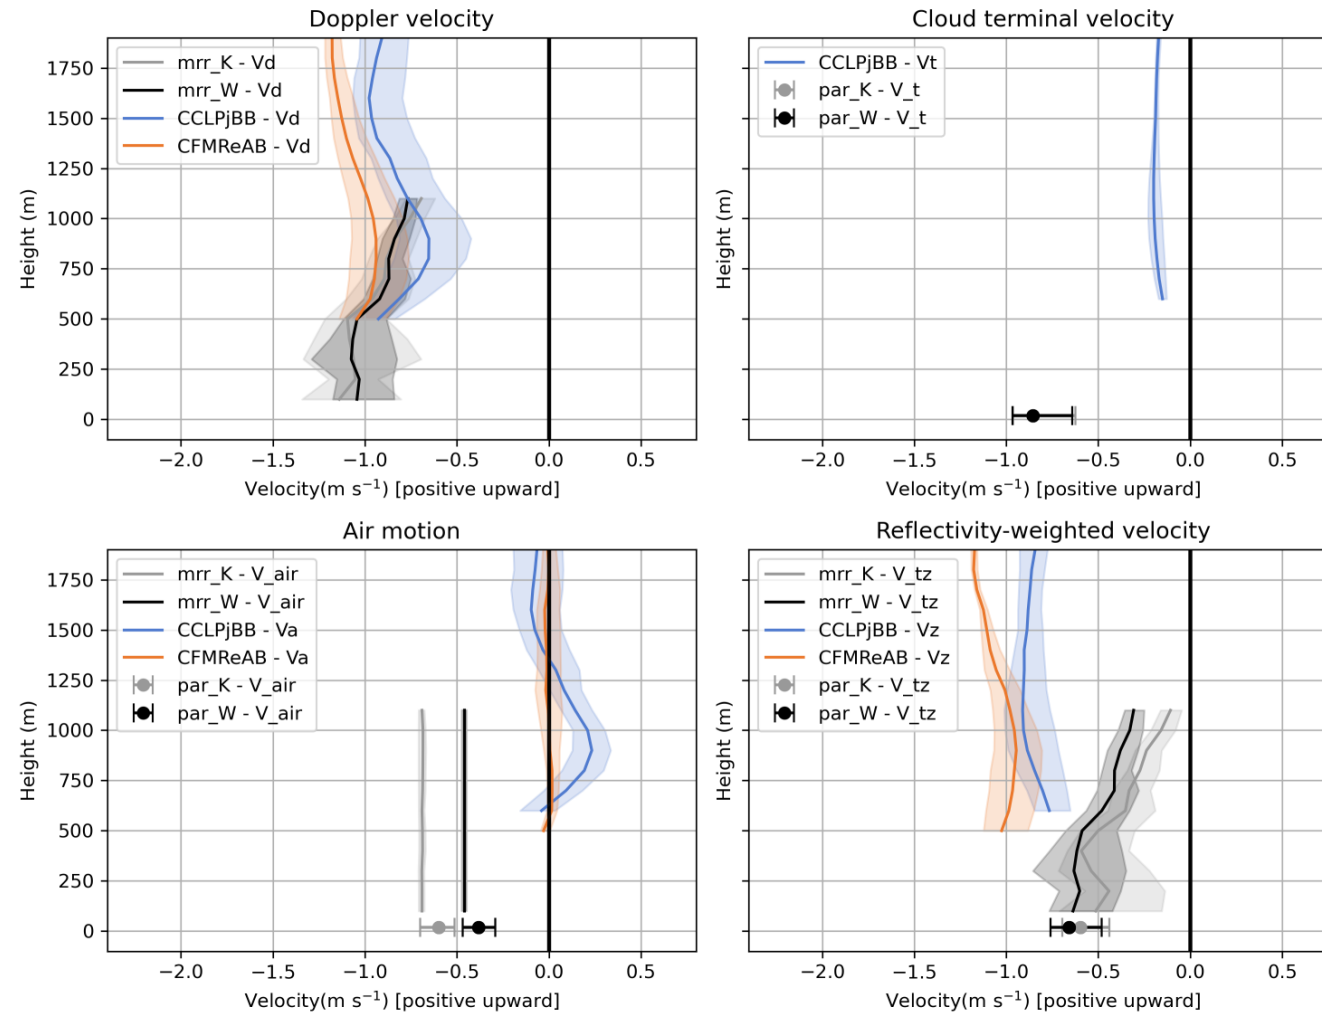 Doppler velocity
mrr_K - Vd
mrr_W - Vd
CCLPjBB - Vd
CFMReAB - Vd
1750
1500
1250
1000
750
500
250
0
Height (m)
−2.0 −1.5 −1.0 −0.5 0.0 0.5
Velocity(m s⁻¹) [positive upward]
Cloud terminal velocity
CCLPjBB - Vt
par_K - V_t
par_W - V_t
Height (m)
−2.0 −1.5 −1.0 −0.5 0.0 0.5
Velocity(m s⁻¹) [positive upward]
Air motion
mrr_K - V_air
mrr_W - V_air
CCLPjBB - Va
CFMReAB - Va
par_K - V_air
par_W - V_air
1750
1500
1250
1000
750
500
250
0
Height (m)
−2.0 −1.5 −1.0 −0.5 0.0 0.5
Velocity(m s⁻¹) [positive upward]
Reflectivity-weighted velocity
mrr_K - V_tz
mrr_W - V_tz
CCLPjBB - Vz
CFMReAB - Vz
par_K - V_tz
par_W - V_tz
Height (m)
−2.0 −1.5 −1.0 −0.5 0.0 0.5
Velocity(m s⁻¹) [positive upward]